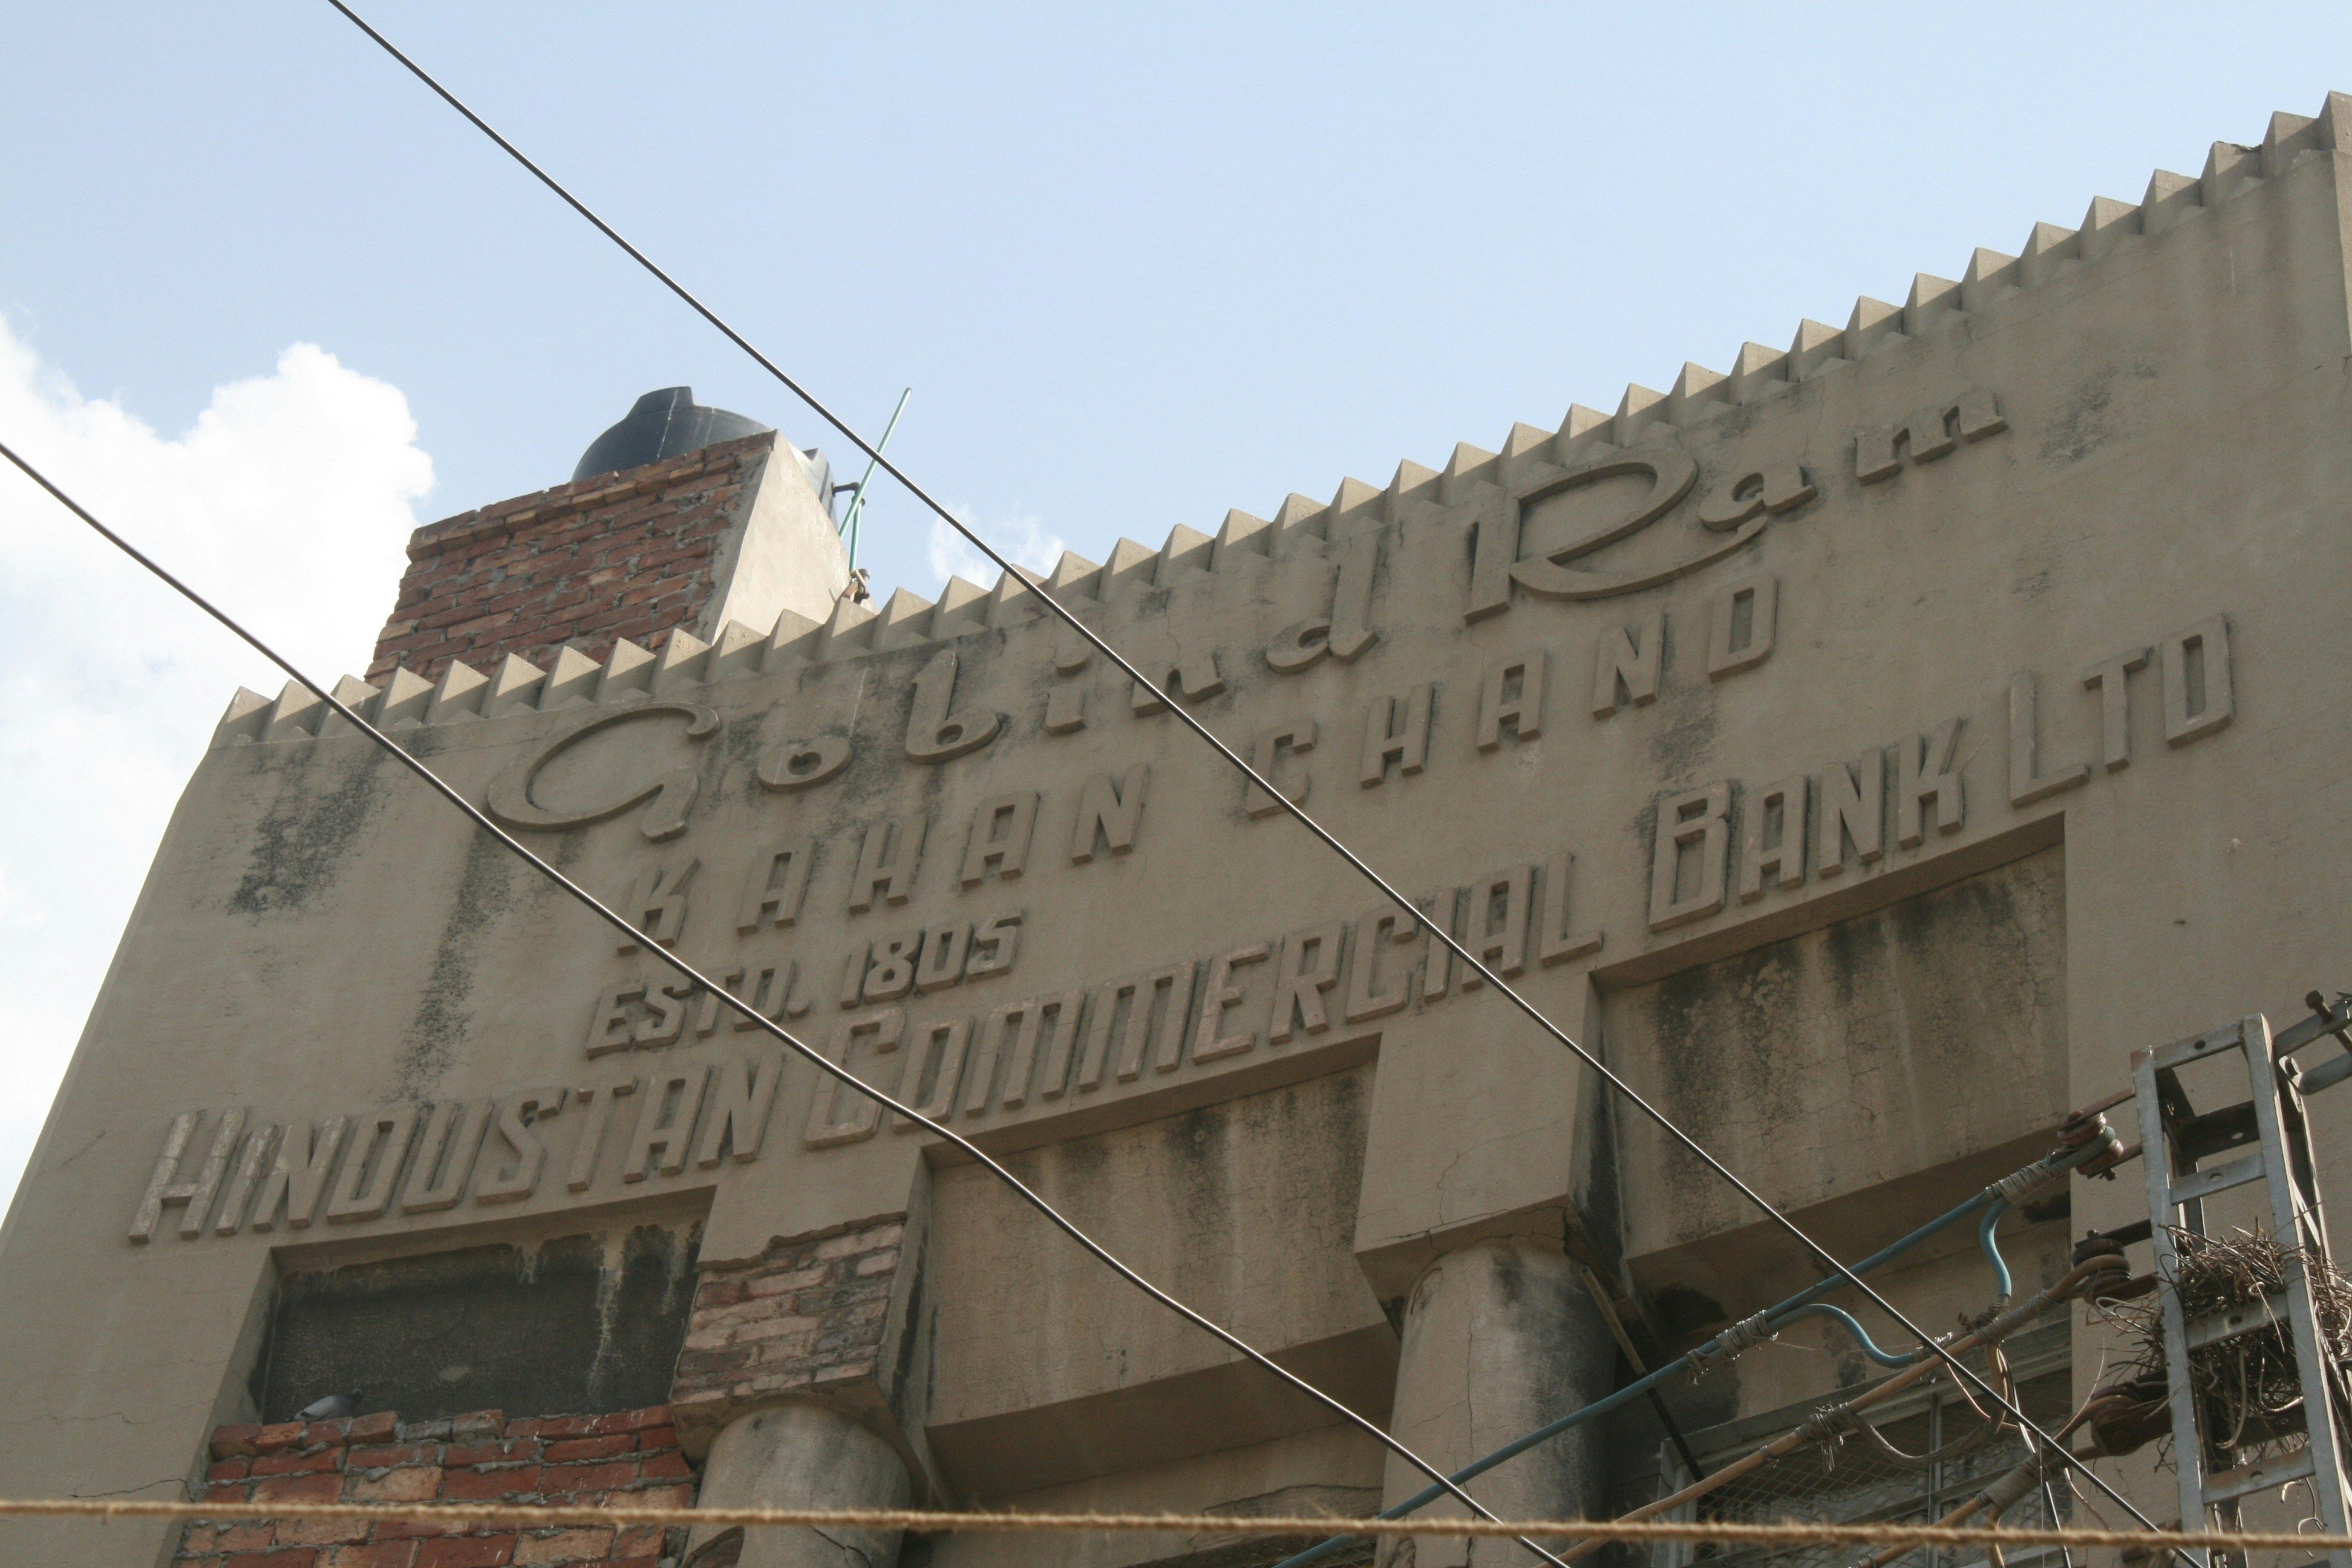 Gobind Ram
KAHAN CHAND
ESTD. 1805
HINDUSTAN COMMERCIAL BANK LTD